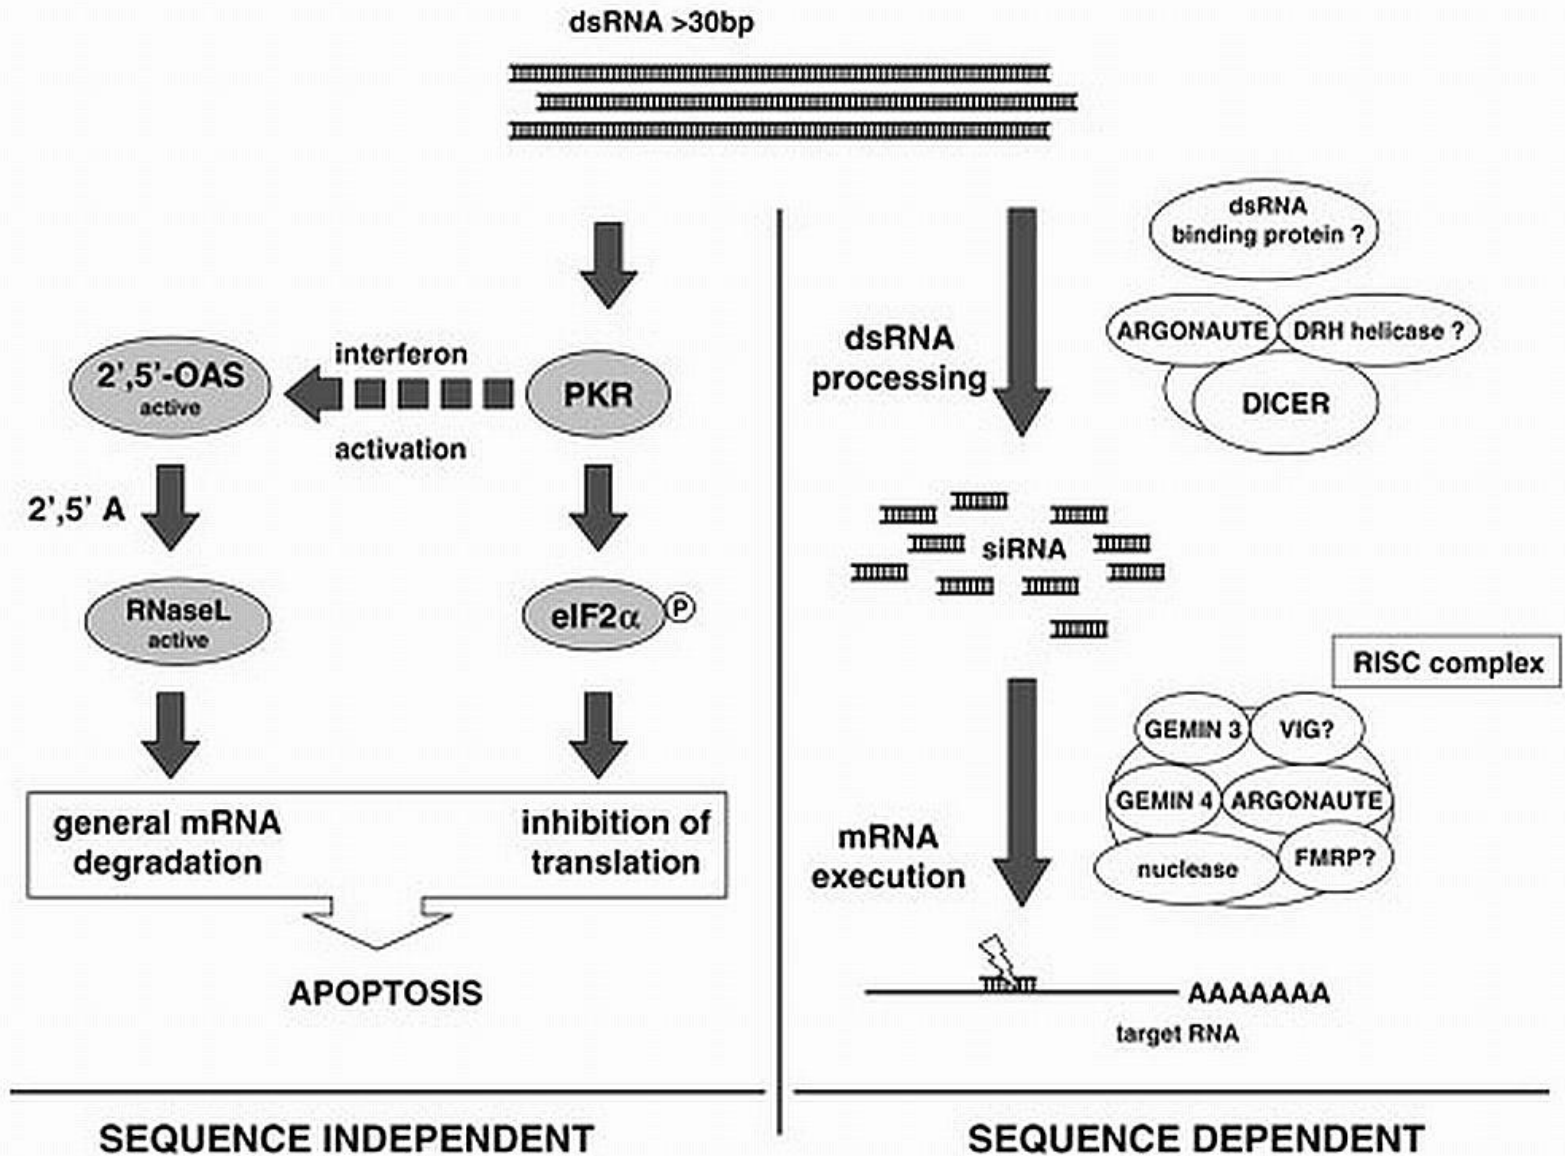 dsRNA >30bp
interferon
activation
2',5'-OAS
active
PKR
2',5' A
RNaseL
active
eIF2α
P
general mRNA
degradation
inhibition of
translation
APOPTOSIS
SEQUENCE INDEPENDENT
dsRNA
processing
dsRNA
binding protein ?
ARGONAUTE
DRH helicase ?
DICER
siRNA
RISC complex
mRNA
execution
GEMIN 3
VIG?
GEMIN 4
ARGONAUTE
nuclease
FMRP?
AAAAAAA
target RNA
SEQUENCE DEPENDENT